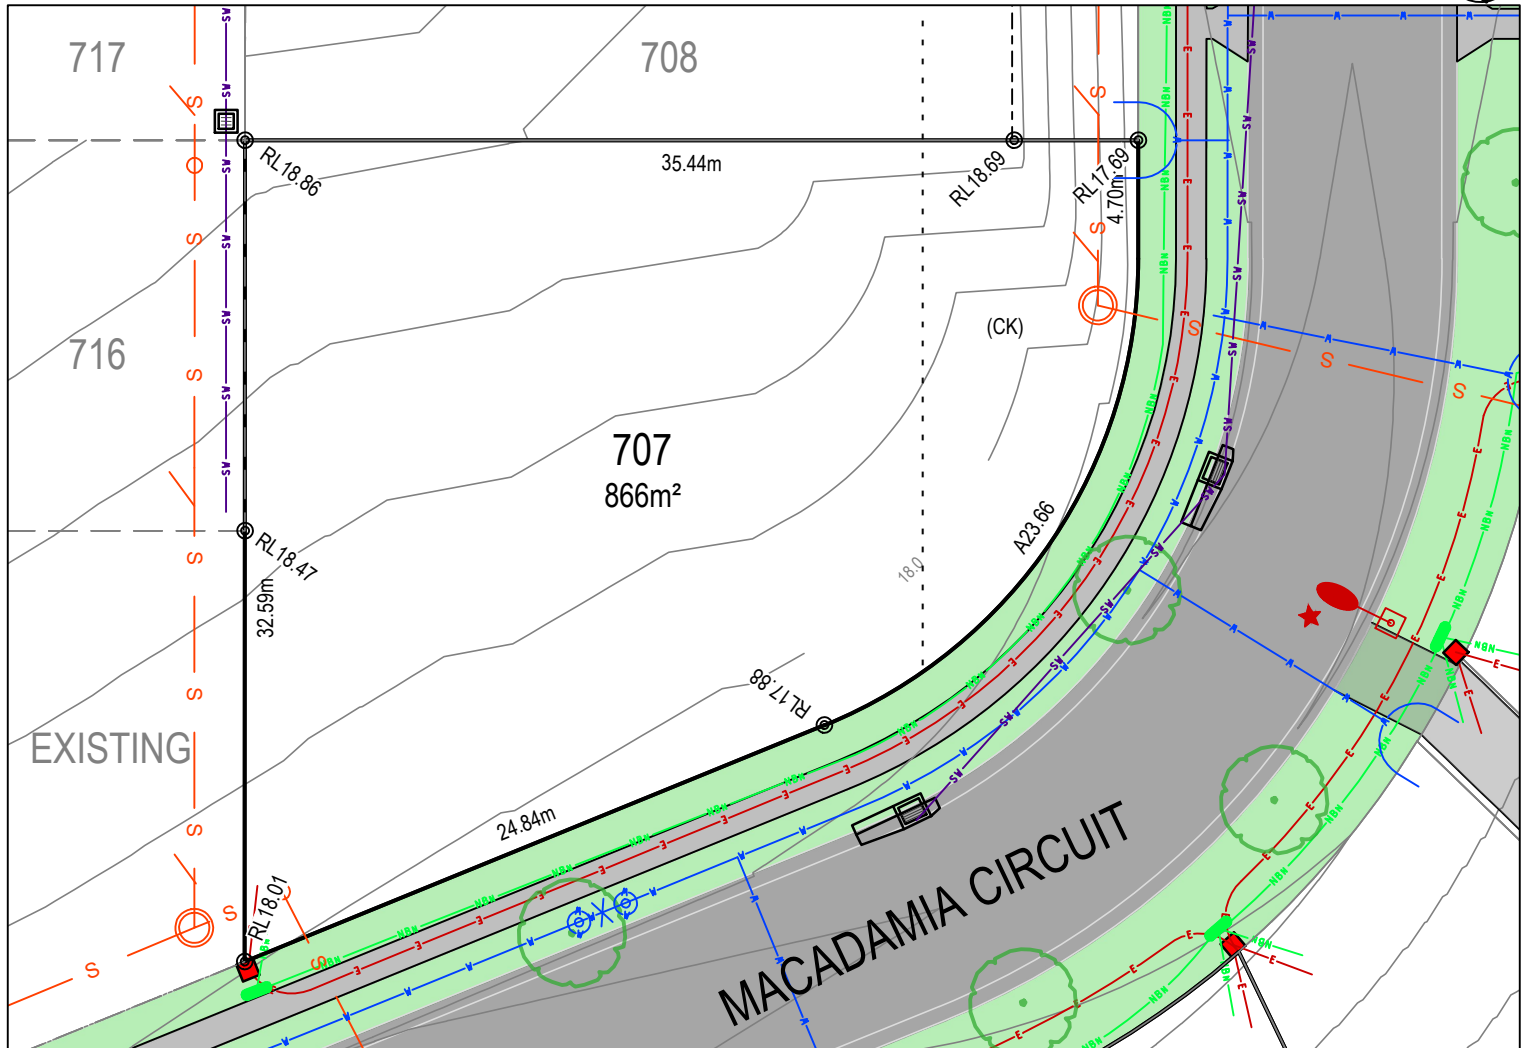 717
708
RL18.86
35.44m
RL18.69
RL17.69
4.70m
716
(CK)
707
866m²
A23.66
RL18.47
32.59m
18.0
RL17.88
EXISTING
24.84m
RL18.01
MACADAMIA CIRCUIT